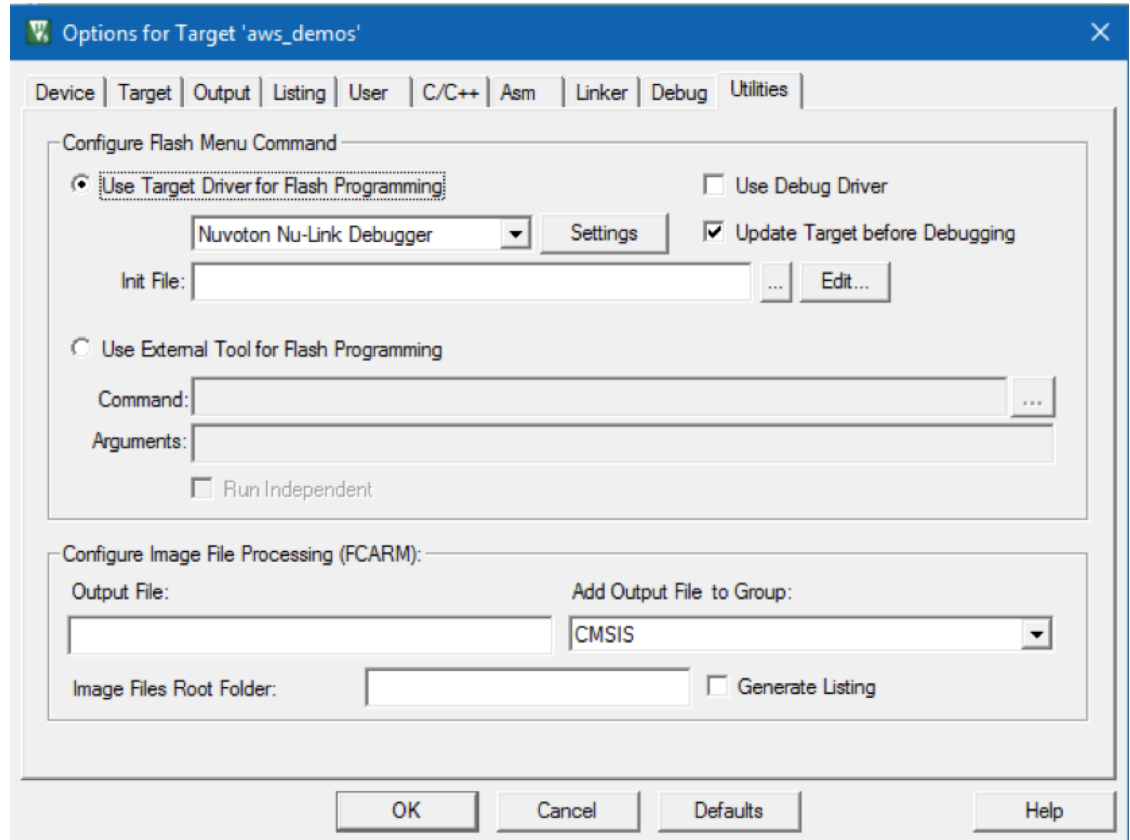 Options for Target 'aws_demos'
Device Target Output Listing User C/C++ Asm Linker Debug Utilities
Configure Flash Menu Command
Use Target Driver for Flash Programming Use Debug Driver
Nuvoton Nu-Link Debugger Settings Update Target before Debugging
Init File: ... Edit...
Use External Tool for Flash Programming
Command: ...
Arguments:
Run Independent
Configure Image File Processing (FCARM):
Output File: Add Output File to Group:
CMSIS
Image Files Root Folder: Generate Listing
OK Cancel Defaults Help